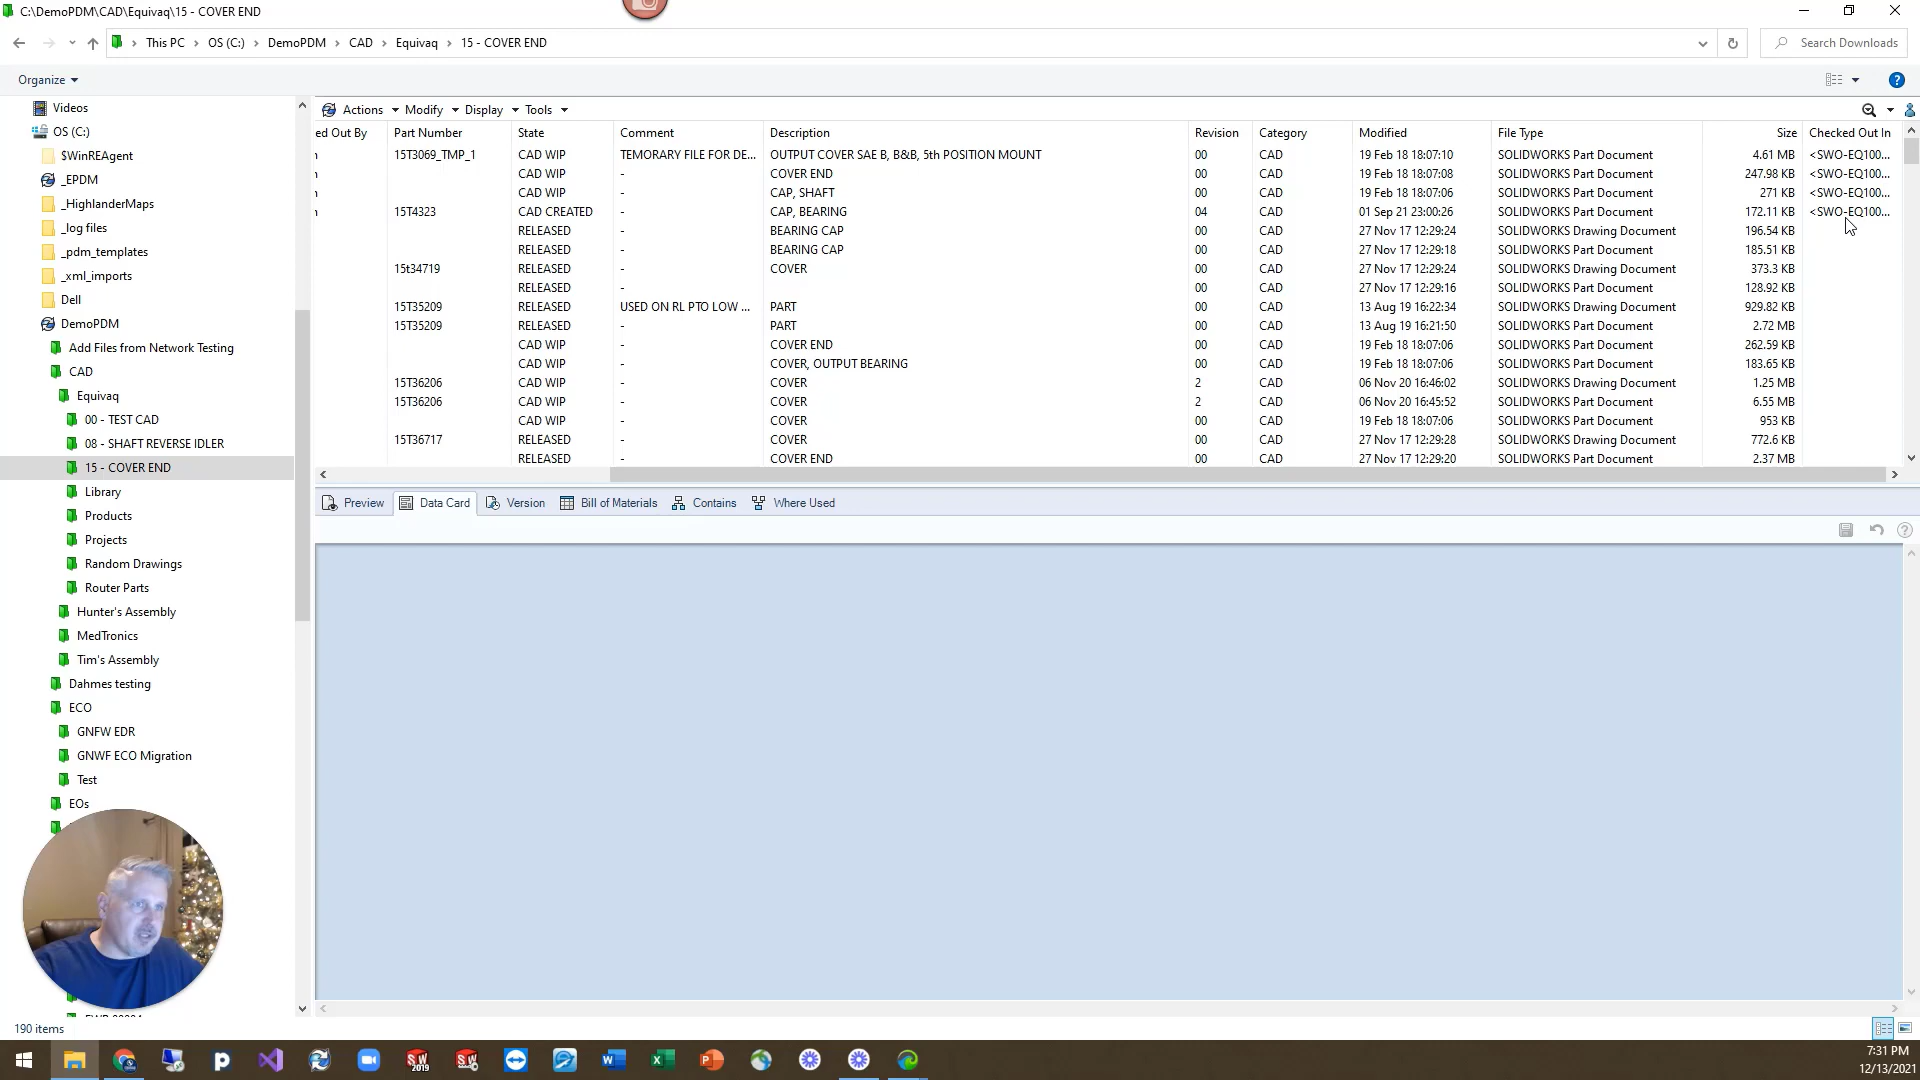 C:\DemoPDM\CAD\Equivaq\15 - COVER END
This PC > OS (C:) > DemoPDM > CAD > Equivaq > 15 - COVER END
Search Downloads
Organize
Videos
OS (C:)
$WinREAgent
_EPDM
_HighlanderMaps
_log files
_pdm_templates
_xml_imports
Dell
DemoPDM
Add Files from Network Testing
CAD
Equivaq
00 - TEST CAD
08 - SHAFT REVERSE IDLER
15 - COVER END
Library
Products
Projects
Random Drawings
Router Parts
Hunter's Assembly
MedTronics
Tim's Assembly
Dahmes testing
ECO
GNFW EDR
GNWF ECO Migration
Test
EOs
190 items
Actions Modify Display Tools
ed Out By Part Number State Comment Description Revision Category Modified File Type Size Checked Out In
15T3069_TMP_1 CAD WIP TEMORARY FILE FOR DE... OUTPUT COVER SAE B, B&B, 5th POSITION MOUNT 00 CAD 19 Feb 18 18:07:10 SOLIDWORKS Part Document 4.61 MB <SWO-EQ100...
CAD WIP - COVER END 00 CAD 19 Feb 18 18:07:08 SOLIDWORKS Part Document 247.98 KB <SWO-EQ100...
CAD WIP - CAP, SHAFT 00 CAD 19 Feb 18 18:07:06 SOLIDWORKS Part Document 271 KB <SWO-EQ100...
15T4323 CAD CREATED - CAP, BEARING 04 CAD 01 Sep 21 23:00:26 SOLIDWORKS Part Document 172.11 KB <SWO-EQ100...
RELEASED - BEARING CAP 00 CAD 27 Nov 17 12:29:24 SOLIDWORKS Drawing Document 196.54 KB
RELEASED - BEARING CAP 00 CAD 27 Nov 17 12:29:18 SOLIDWORKS Part Document 185.51 KB
15t34719 RELEASED - COVER 00 CAD 27 Nov 17 12:29:24 SOLIDWORKS Drawing Document 373.3 KB
RELEASED - 00 CAD 27 Nov 17 12:29:16 SOLIDWORKS Part Document 128.92 KB
15T35209 RELEASED USED ON RL PTO LOW ... PART 00 CAD 13 Aug 19 16:22:34 SOLIDWORKS Drawing Document 929.82 KB
15T35209 RELEASED - PART 00 CAD 13 Aug 19 16:21:50 SOLIDWORKS Part Document 2.72 MB
CAD WIP - COVER END 00 CAD 19 Feb 18 18:07:06 SOLIDWORKS Part Document 262.59 KB
CAD WIP - COVER, OUTPUT BEARING 00 CAD 19 Feb 18 18:07:06 SOLIDWORKS Part Document 183.65 KB
15T36206 CAD WIP - COVER 2 CAD 06 Nov 20 16:46:02 SOLIDWORKS Drawing Document 1.25 MB
15T36206 CAD WIP - COVER 2 CAD 06 Nov 20 16:45:52 SOLIDWORKS Part Document 6.55 MB
CAD WIP - COVER 00 CAD 19 Feb 18 18:07:06 SOLIDWORKS Part Document 953 KB
15T36717 RELEASED - COVER 00 CAD 27 Nov 17 12:29:28 SOLIDWORKS Drawing Document 772.6 KB
RELEASED - COVER END 00 CAD 27 Nov 17 12:29:20 SOLIDWORKS Part Document 2.37 MB
Preview Data Card Version Bill of Materials Contains Where Used
7:31 PM
12/13/2021